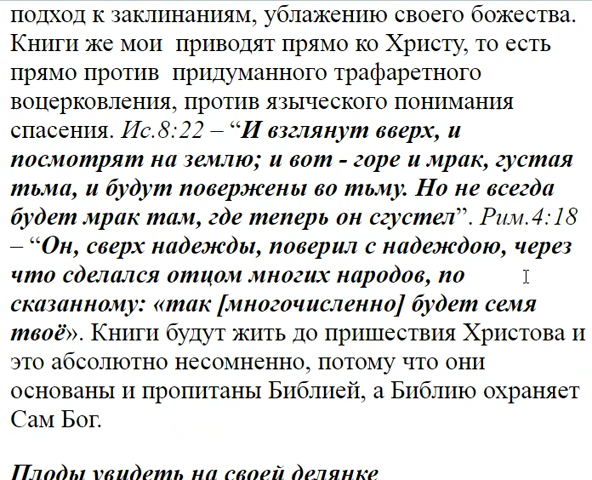 подход к заклинаниям, ублажению своего божества.
Книги же мои приводят прямо ко Христу, то есть
прямо против придуманного трафаретного
воцерковления, против языческого понимания
спасения. Ис.8:22 – “И взглянут вверх, и
посмотрят на землю; и вот - горе и мрак, густая
тьма, и будут повержены во тьму. Но не всегда
будет мрак там, где теперь он сгустел”. Рим.4:18
– “Он, сверх надежды, поверил с надеждою, через
что сделался отцом многих народов, по
сказанному: «так [многочисленно] будет семя
твоё». Книги будут жить до пришествия Христова и
это абсолютно несомненно, потому что они
основаны и пропитаны Библией, а Библию охраняет
Сам Бог.
Плоды увидеть на своей делянке